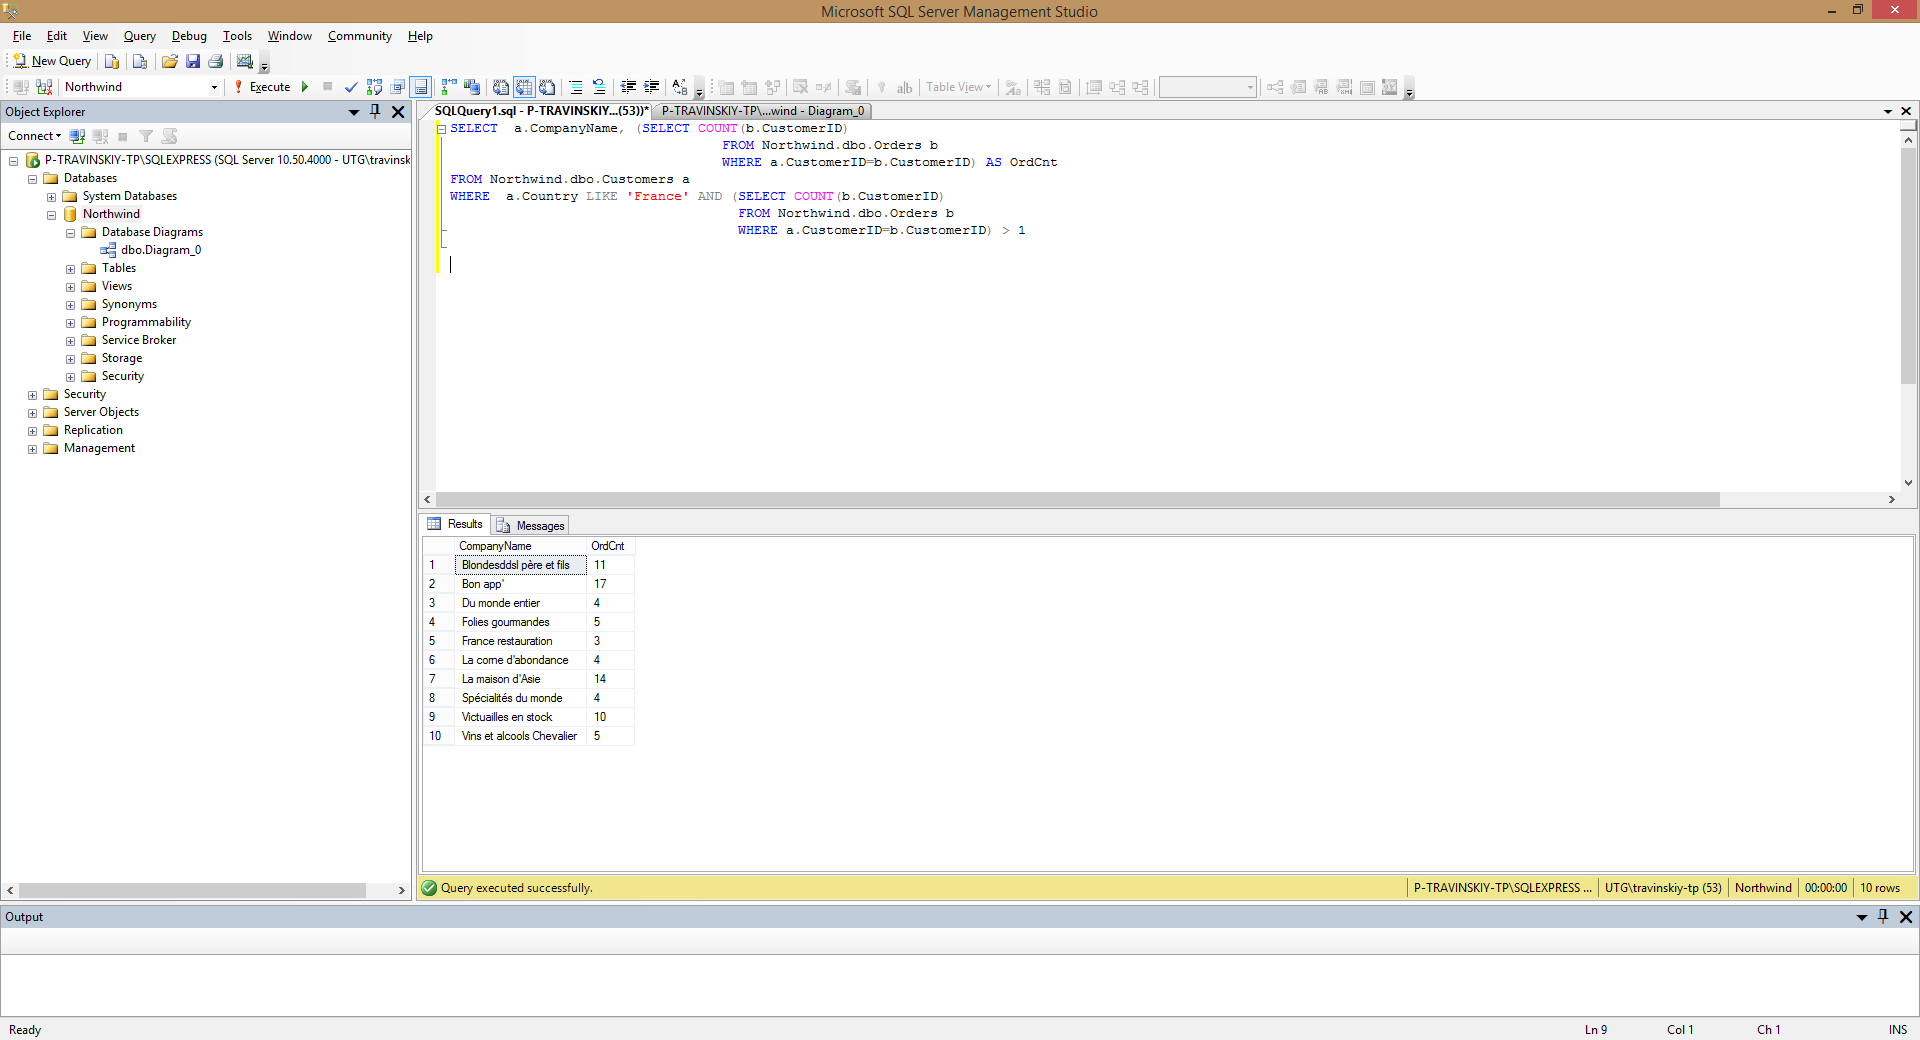 Microsoft SQL Server Management Studio
File Edit View Query Debug Tools Window Community Help
New Query
Northwind Execute Table View
Object Explorer
Connect
P-TRAVINSKIY-TP\SQLEXPRESS (SQL Server 10.50.4000 - UTG\travinsk
Databases
System Databases
Northwind
Database Diagrams
dbo.Diagram_0
Tables
Views
Synonyms
Programmability
Service Broker
Storage
Security
Security
Server Objects
Replication
Management
SQLQuery1.sql - P-TRAVINSKIY...(53))* P-TRAVINSKIY-TP\...wind - Diagram_0
SELECT  a.CompanyName, (SELECT COUNT(b.CustomerID)
FROM Northwind.dbo.Orders b
WHERE a.CustomerID=b.CustomerID) AS OrdCnt
FROM Northwind.dbo.Customers a
WHERE  a.Country LIKE 'France' AND (SELECT COUNT(b.CustomerID)
FROM Northwind.dbo.Orders b
WHERE a.CustomerID=b.CustomerID) > 1
Results Messages
CompanyName OrdCnt
1 Blondesddsl père et fils 11
2 Bon app' 17
3 Du monde entier 4
4 Folies gourmandes 5
5 France restauration 3
6 La corne d'abondance 4
7 La maison d'Asie 14
8 Spécialités du monde 4
9 Victuailles en stock 10
10 Vins et alcools Chevalier 5
Query executed successfully. P-TRAVINSKIY-TP\SQLEXPRESS ... UTG\travinskiy-tp (53) Northwind 00:00:00 10 rows
Output
Ready Ln 9 Col 1 Ch 1 INS